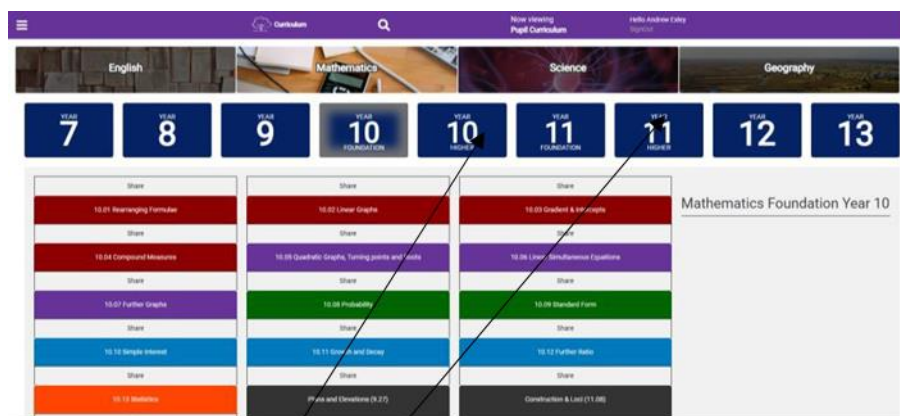 Curriculum
Now viewing
Pupil Curriculum
Hello Andrew Exley
Signout
English
Mathematics
Science
Geography
YEAR
7
YEAR
8
YEAR
9
YEAR
10
FOUNDATION
YEAR
10
HIGHER
YEAR
11
FOUNDATION
YEAR
11
HIGHER
YEAR
12
YEAR
13
Share
Share
Share
10.01 Rearranging Formulae
10.02 Linear Graphs
10.03 Gradient & Intercepts
Mathematics Foundation Year 10
Share
Share
Share
10.04 Compound Measures
10.05 Quadratic Graphs, Turning points and Roots
10.06 Linear Simultaneous Equations
Share
Share
Share
10.07 Further Graphs
10.08 Probability
10.09 Standard Form
Share
Share
Share
10.10 Simple Interest
10.11 Growth and Decay
10.12 Further Ratio
Share
Share
Share
10.13 Statistics
Plans and Elevations (9.27)
Construction & Loci (11.08)